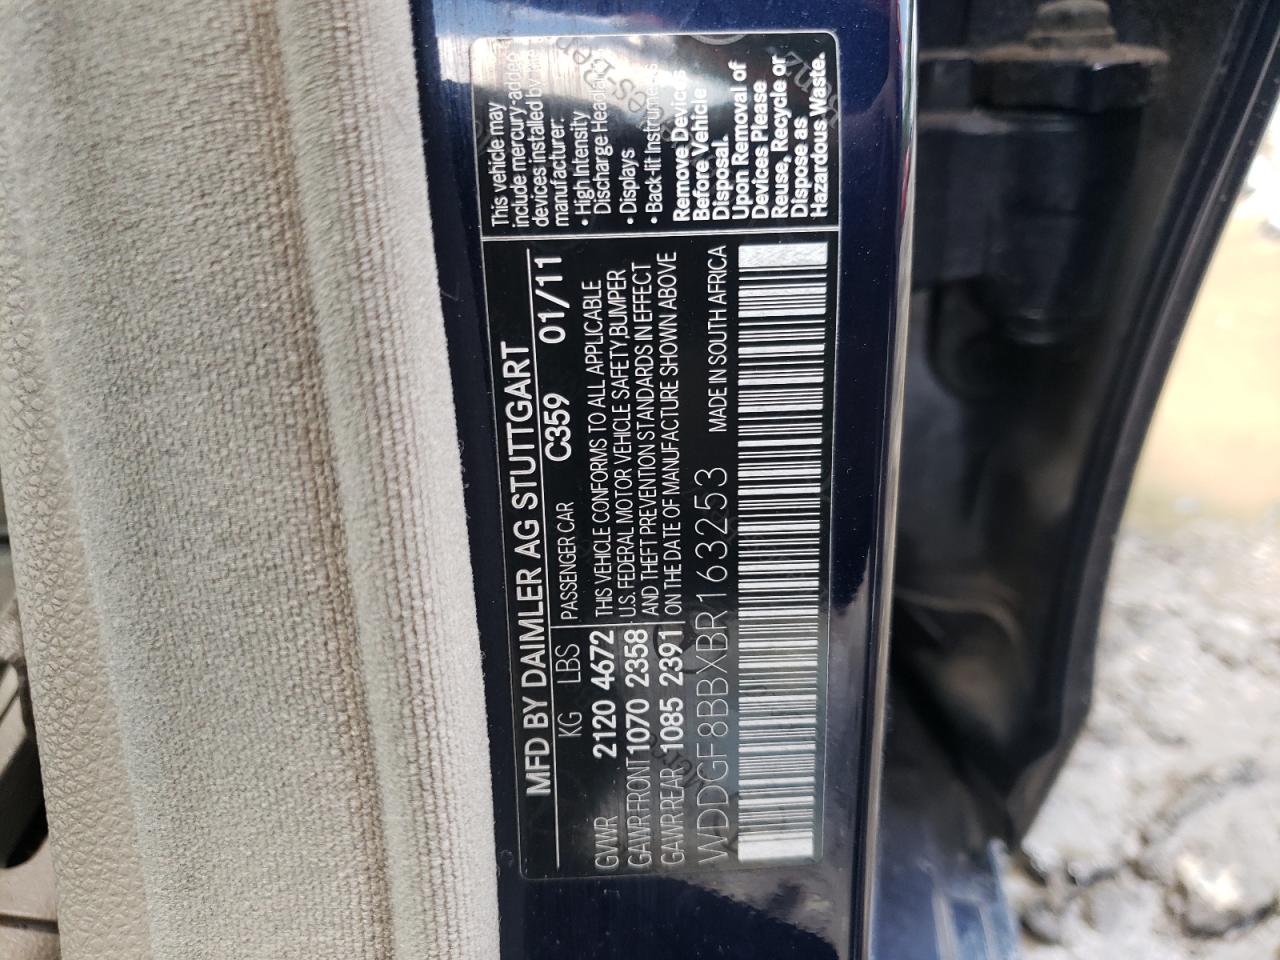 MFD BY DAIMLER AG STUTTGART
KG LBS PASSENGER CAR C359 01/11
GVWR 2120 4672 THIS VEHICLE CONFORMS TO ALL APPLICABLE
GAWR FRONT 1070 2358 U.S. FEDERAL MOTOR VEHICLE SAFETY, BUMPER
AND THEFT PREVENTION STANDARDS IN EFFECT
GAWR REAR 1085 2391 ON THE DATE OF MANUFACTURE SHOWN ABOVE
WDDGF8BBXBR163253 MADE IN SOUTH AFRICA
This vehicle may
include mercury-added
devices installed by the
manufacturer:
• High Intensity
Discharge Headlamps
• Displays
• Back-lit Instruments
Remove Devices
Before Vehicle
Disposal.
Upon Removal of
Devices Please
Reuse, Recycle or
Dispose as
Hazardous Waste.